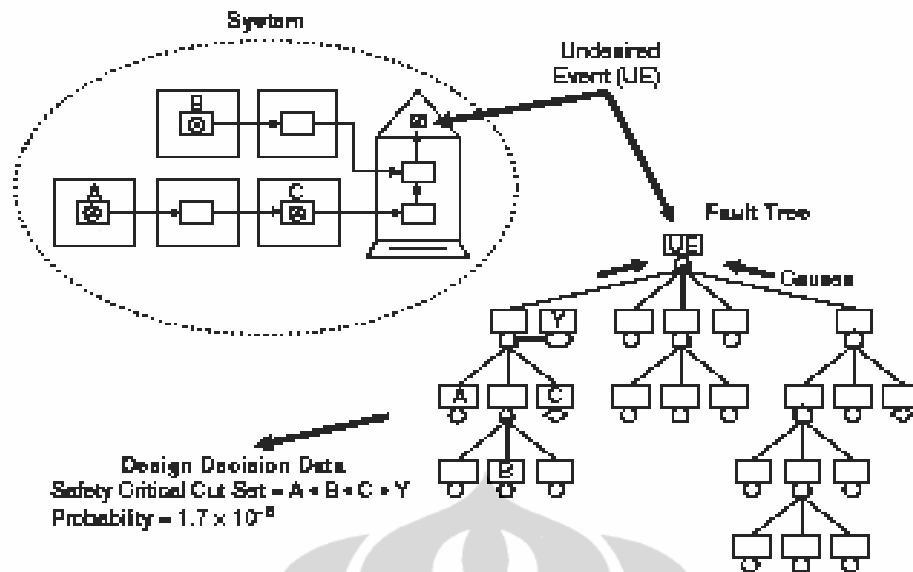 System
Undesired
Event (UE)
B
A
C
Fault Tree
UE
Causes
Y
A
C
B
Design Decision Data
Safety Critical Cut Set = A • B • C • Y